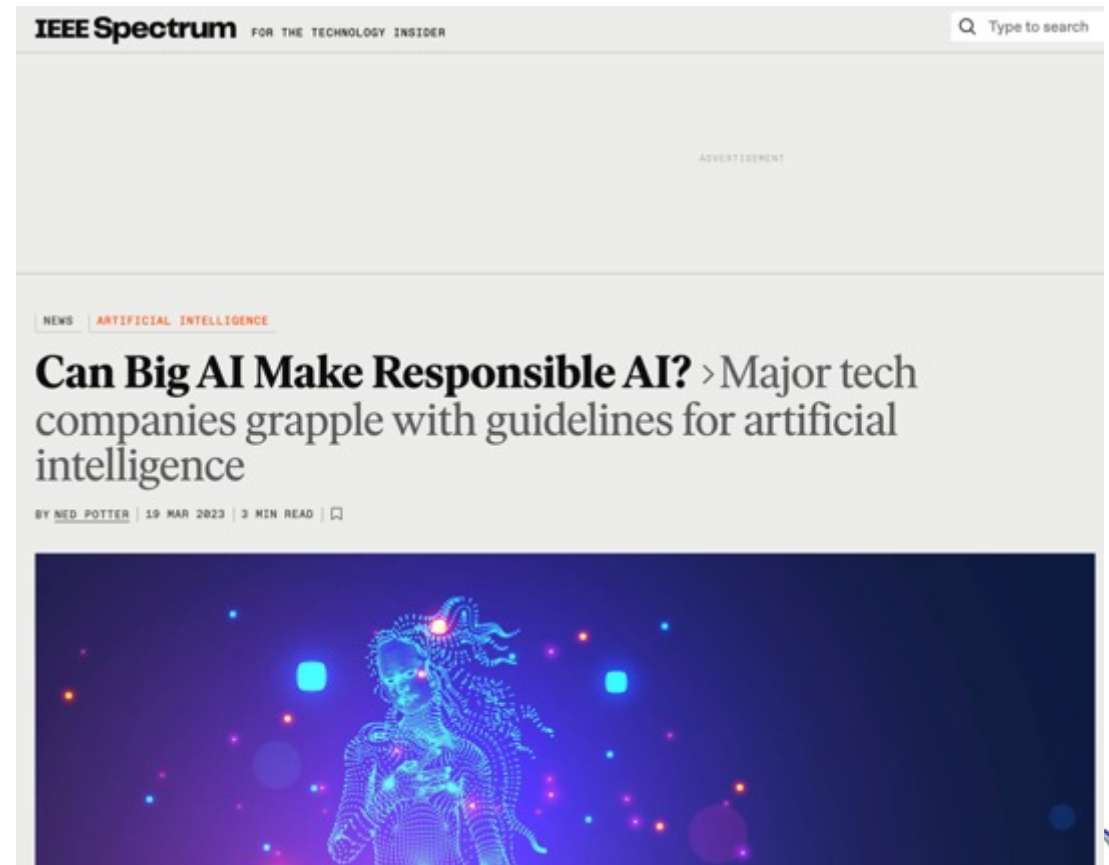 IEEE Spectrum FOR THE TECHNOLOGY INSIDER
Type to search
ADVERTISEMENT
NEWS ARTIFICIAL INTELLIGENCE
Can Big AI Make Responsible AI? › Major tech
companies grapple with guidelines for artificial
intelligence
BY NED POTTER | 19 MAR 2023 | 3 MIN READ |